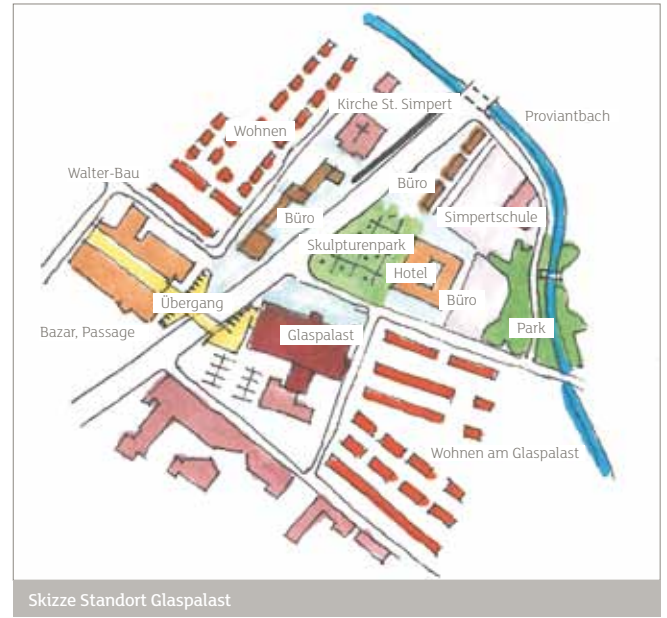 Kirche St. Simpert
Proviantbach
Wohnen
Walter-Bau
Büro
Büro
Simpertschule
Skulpturenpark
Hotel
Übergang
Büro
Bazar, Passage
Glaspalast
Park
Wohnen am Glaspalast
Skizze Standort Glaspalast